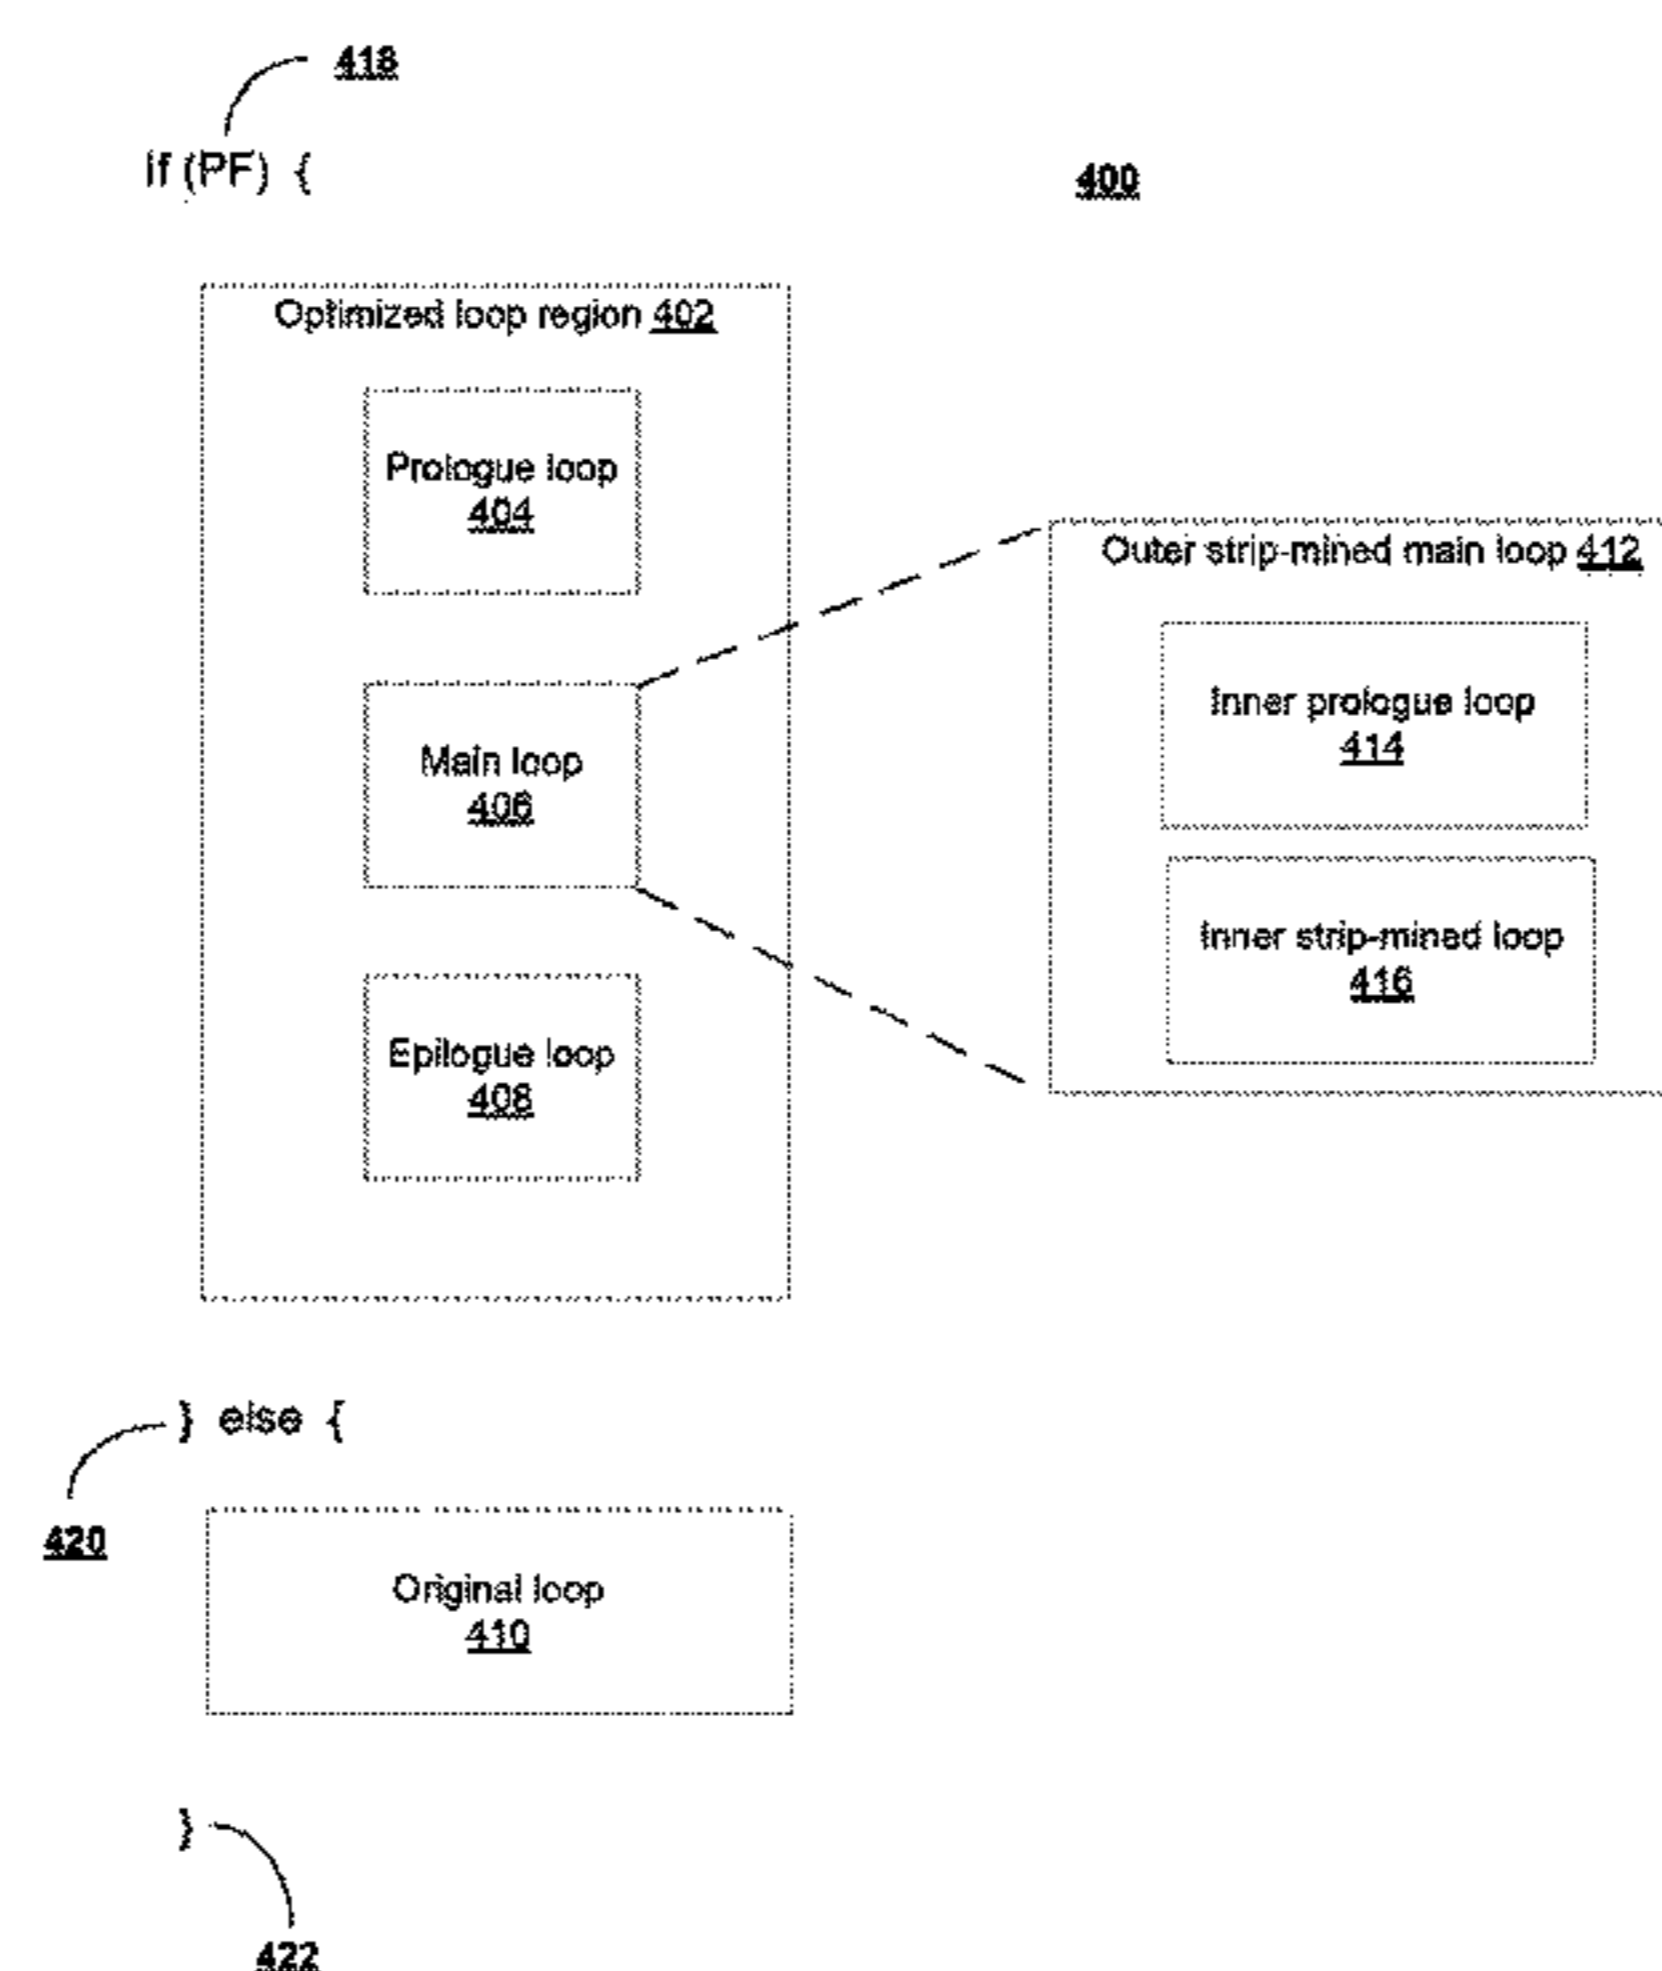 418
if (PF) {
400
Optimized loop region 402
Prologue loop
404
Main loop
406
Epilogue loop
408
Outer strip-mined main loop 412
Inner prologue loop
414
Inner strip-mined loop
416
} else {
420
Original loop
410
}
422